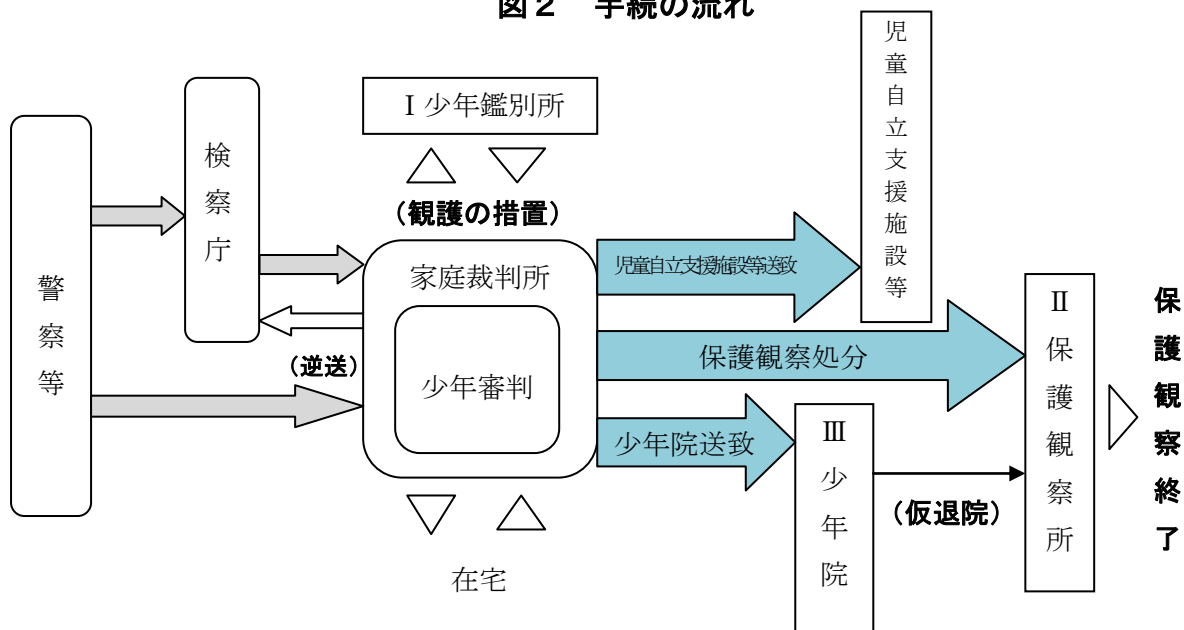 図２　手続の流れ
警察等
検察庁
Ⅰ少年鑑別所
（観護の措置）
家庭裁判所
少年審判
（逆送）
在宅
児童自立支援施設等送致
保護観察処分
少年院送致
児童自立支援施設等
Ⅲ少年院
（仮退院）
Ⅱ保護観察所
保護観察終了